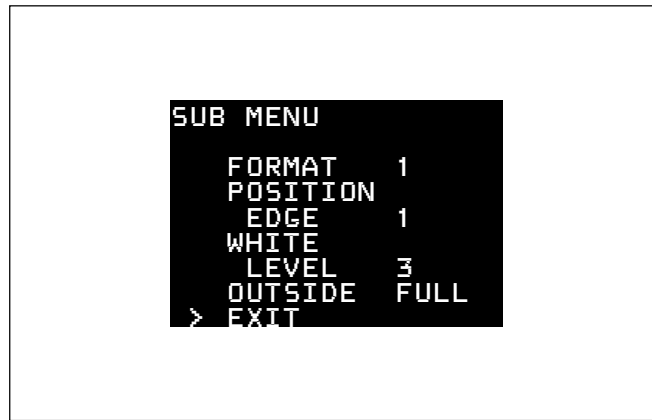 SUB MENU
FORMAT 1
POSITION
EDGE 1
WHITE
LEVEL 3
OUTSIDE FULL
> EXIT